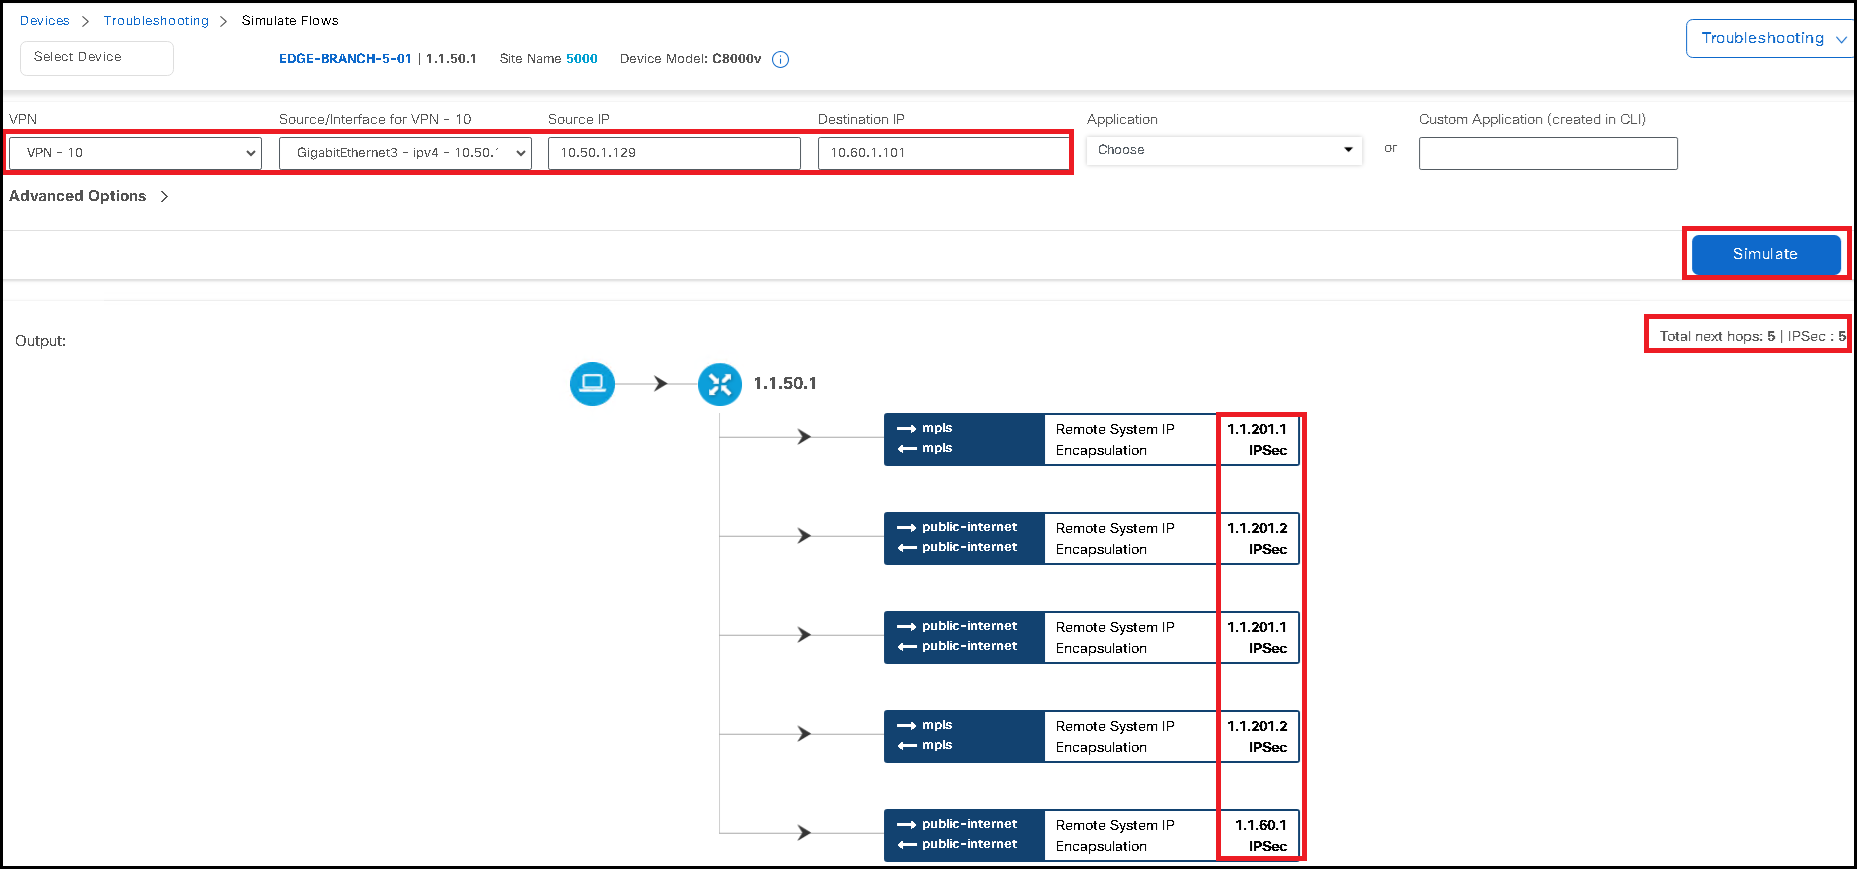 Devices > Troubleshooting > Simulate Flows
Troubleshooting
Select Device
EDGE-BRANCH-5-01 | 1.1.50.1 Site Name 5000 Device Model: C8000v
VPN Source/Interface for VPN - 10 Source IP Destination IP Application Custom Application (created in CLI)
VPN - 10 GigabitEthernet3 - ipv4 - 10.50. 10.50.1.129 10.60.1.101 Choose or
Advanced Options >
Simulate
Total next hops: 5 | IPSec : 5
Output:
1.1.50.1
mpls Remote System IP 1.1.201.1
mpls Encapsulation IPSec
public-internet Remote System IP 1.1.201.2
public-internet Encapsulation IPSec
public-internet Remote System IP 1.1.201.1
public-internet Encapsulation IPSec
mpls Remote System IP 1.1.201.2
mpls Encapsulation IPSec
public-internet Remote System IP 1.1.60.1
public-internet Encapsulation IPSec